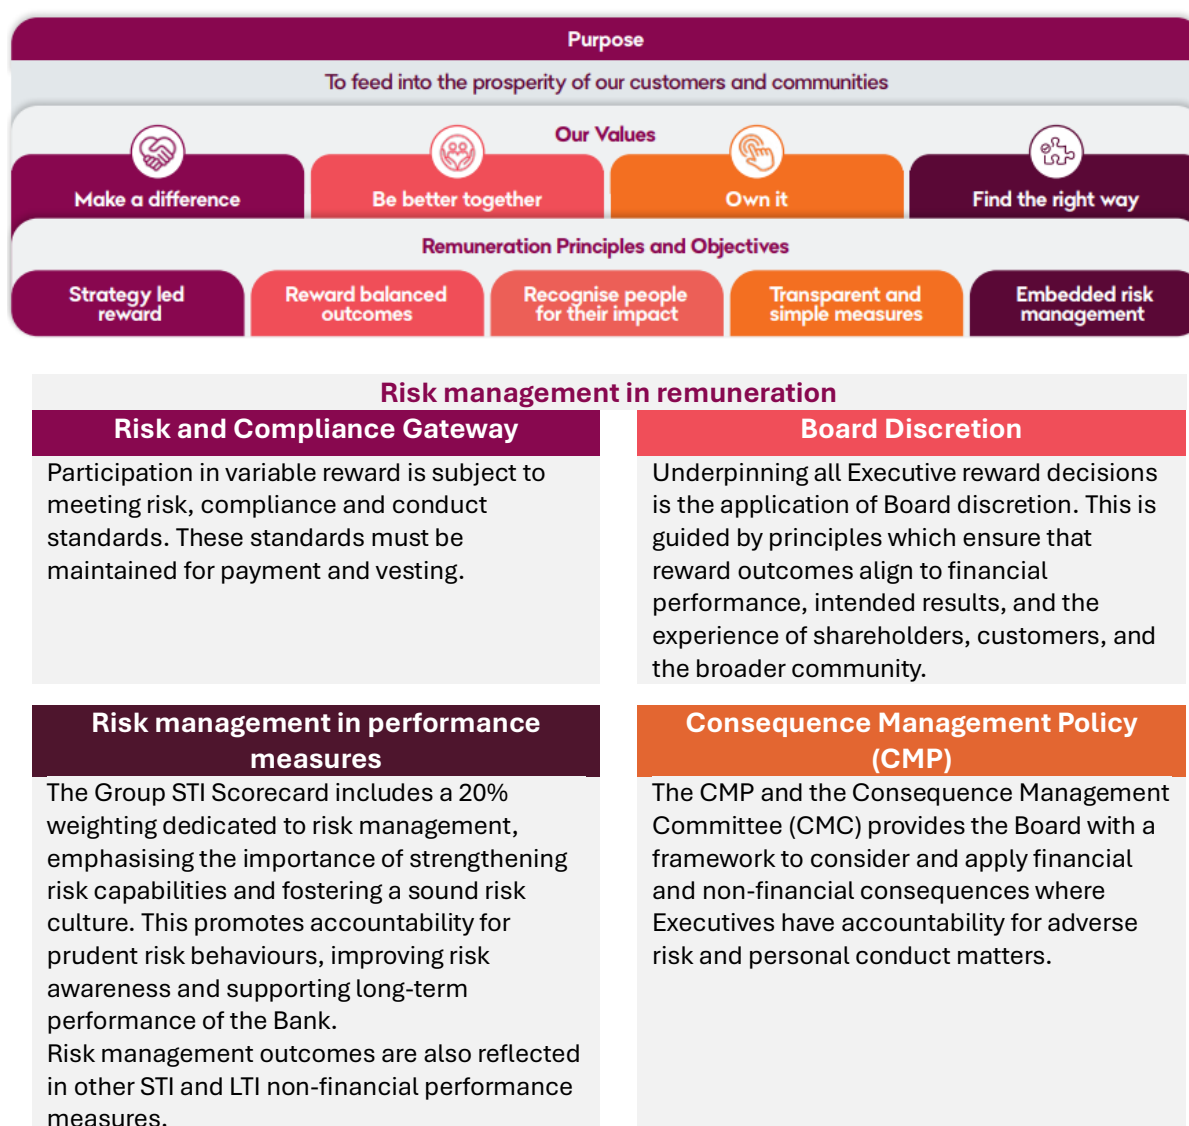 Purpose
To feed into the prosperity of our customers and communities
Our Values
Make a difference
Be better together
Own it
Find the right way
Remuneration Principles and Objectives
Strategy led
reward
Reward balanced
outcomes
Recognise people
for their impact
Transparent and
simple measures
Embedded risk
management
Risk management in remuneration
Risk and Compliance Gateway
Participation in variable reward is subject to
meeting risk, compliance and conduct
standards. These standards must be
maintained for payment and vesting.
Board Discretion
Underpinning all Executive reward decisions
is the application of Board discretion. This is
guided by principles which ensure that
reward outcomes align to financial
performance, intended results, and the
experience of shareholders, customers, and
the broader community.
Risk management in performance
measures
The Group STI Scorecard includes a 20%
weighting dedicated to risk management,
emphasising the importance of strengthening
risk capabilities and fostering a sound risk
culture. This promotes accountability for
prudent risk behaviours, improving risk
awareness and supporting long-term
performance of the Bank.
Risk management outcomes are also reflected
in other STI and LTI non-financial performance
measures.
Consequence Management Policy
(CMP)
The CMP and the Consequence Management
Committee (CMC) provides the Board with a
framework to consider and apply financial
and non-financial consequences where
Executives have accountability for adverse
risk and personal conduct matters.